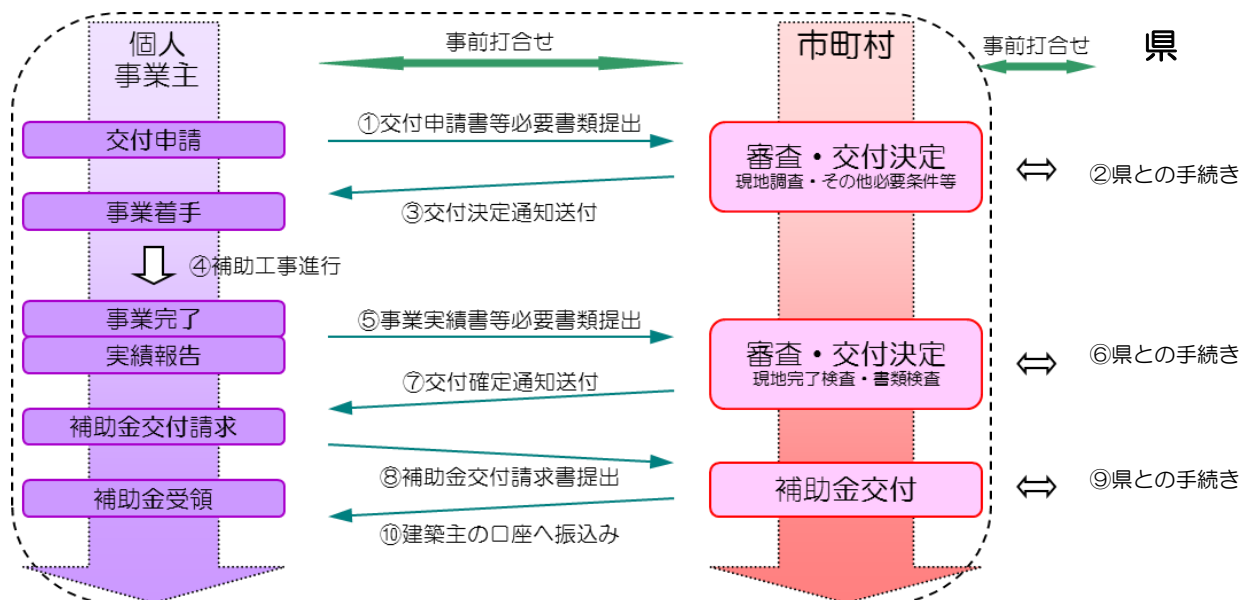 個人
事業主
事前打合せ
市町村
事前打合せ
県
交付申請
①交付申請書等必要書類提出
審査・交付決定
現地調査・その他必要条件等
②県との手続き
事業着手
③交付決定通知送付
④補助工事進行
事業完了
⑤事業実績書等必要書類提出
実績報告
審査・交付決定
現地完了検査・書類検査
⑥県との手続き
⑦交付確定通知送付
補助金交付請求
⑧補助金交付請求書提出
補助金受領
補助金交付
⑨県との手続き
⑩建築主の口座へ振込み